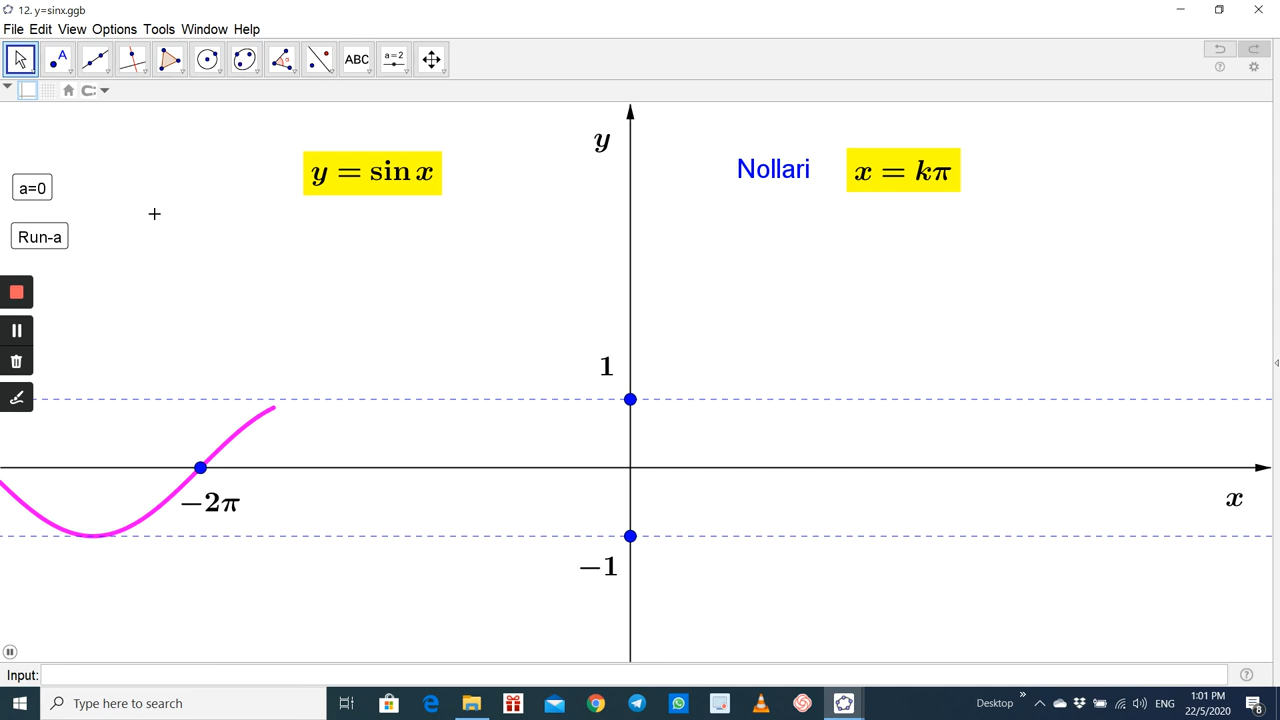 12. y=sinx.ggb
File Edit View Options Tools Window Help
ABC
a=2
y
y = sin x
Nollari
x = kπ
a=0
Run-a
1
−2π
x
−1
Input:
Type here to search
Desktop
»
ENG
1:01 PM
22/5/2020
8